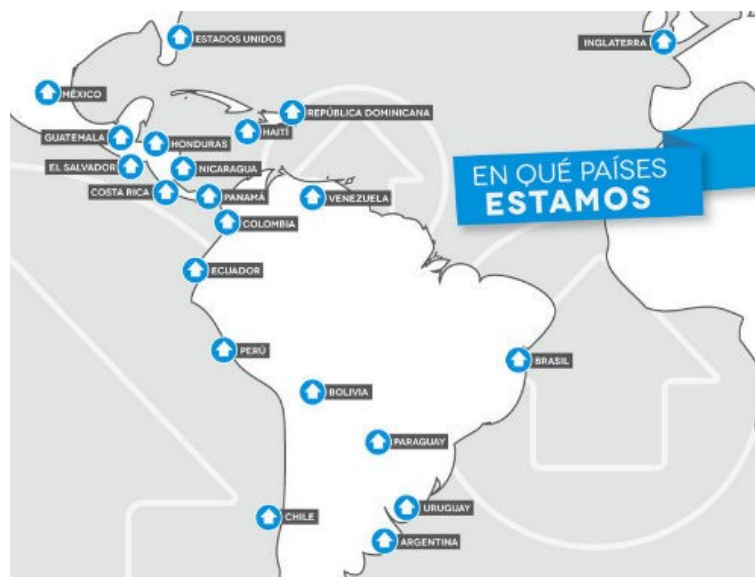 ESTADOS UNIDOS
INGLATERRA
MÉXICO
REPÚBLICA DOMINICANA
HAITÍ
GUATEMALA
HONDURAS
EL SALVADOR
NICARAGUA
COSTA RICA
PANAMÁ
VENEZUELA
COLOMBIA
EN QUÉ PAÍSES
ESTAMOS
ECUADOR
PERÚ
BRASIL
BOLIVIA
PARAGUAY
CHILE
URUGUAY
ARGENTINA